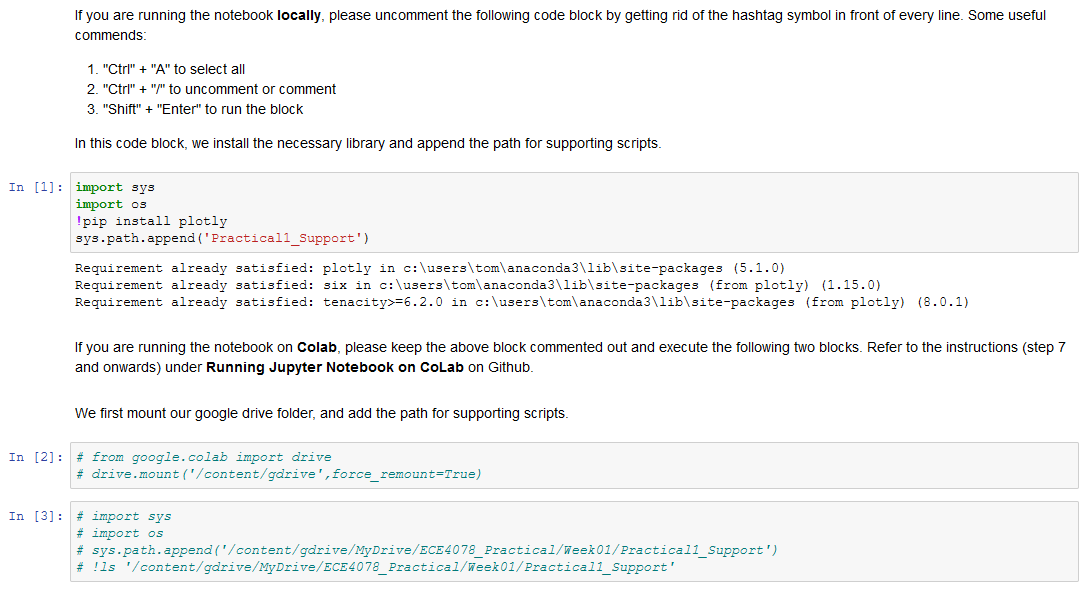 If you are running the notebook locally, please uncomment the following code block by getting rid of the hashtag symbol in front of every line. Some useful
commends:
1. "Ctrl" + "A" to select all
2. "Ctrl" + "/" to uncomment or comment
3. "Shift" + "Enter" to run the block
In this code block, we install the necessary library and append the path for supporting scripts.
In [1]: import sys
import os
!pip install plotly
sys.path.append('Practical1_Support')
Requirement already satisfied: plotly in c:\users\tom\anaconda3\lib\site-packages (5.1.0)
Requirement already satisfied: six in c:\users\tom\anaconda3\lib\site-packages (from plotly) (1.15.0)
Requirement already satisfied: tenacity>=6.2.0 in c:\users\tom\anaconda3\lib\site-packages (from plotly) (8.0.1)
If you are running the notebook on Colab, please keep the above block commented out and execute the following two blocks. Refer to the instructions (step 7
and onwards) under Running Jupyter Notebook on CoLab on Github.
We first mount our google drive folder, and add the path for supporting scripts.
In [2]: # from google.colab import drive
# drive.mount('/content/gdrive',force_remount=True)
In [3]: # import sys
# import os
# sys.path.append('/content/gdrive/MyDrive/ECE4078_Practical/Week01/Practical1_Support')
# !ls '/content/gdrive/MyDrive/ECE4078_Practical/Week01/Practical1_Support'